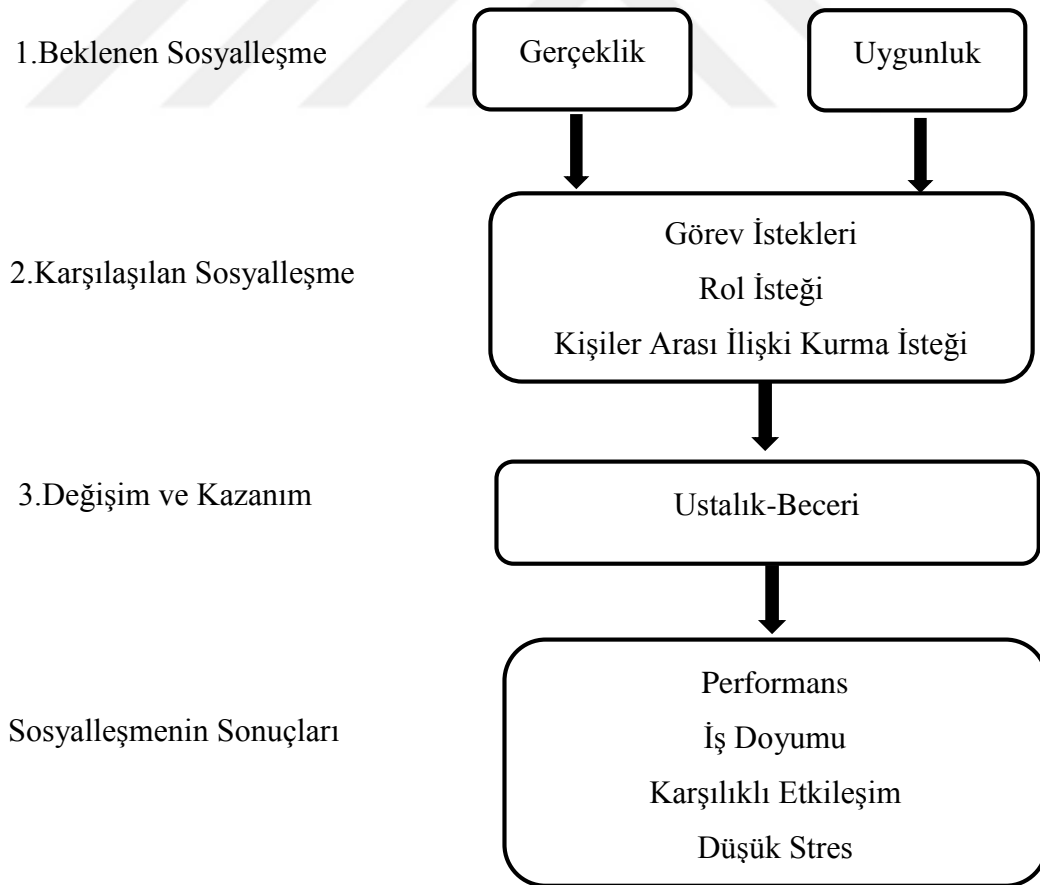 1.Beklenen Sosyalleşme
Gerçeklik
Uygunluk
2.Karşılaşılan Sosyalleşme
Görev İstekleri
Rol İsteği
Kişiler Arası İlişki Kurma İsteği
3.Değişim ve Kazanım
Ustalık-Beceri
Sosyalleşmenin Sonuçları
Performans
İş Doyumu
Karşılıklı Etkileşim
Düşük Stres